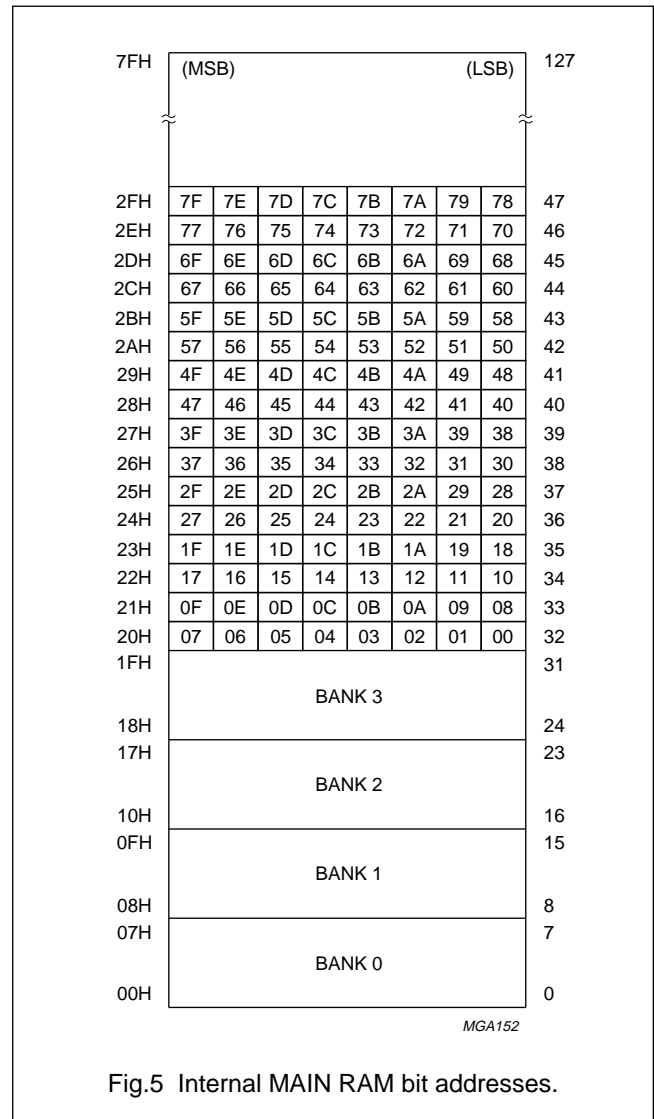 7FH (MSB) (LSB) 127
2FH 7F 7E 7D 7C 7B 7A 79 78 47
2EH 77 76 75 74 73 72 71 70 46
2DH 6F 6E 6D 6C 6B 6A 69 68 45
2CH 67 66 65 64 63 62 61 60 44
2BH 5F 5E 5D 5C 5B 5A 59 58 43
2AH 57 56 55 54 53 52 51 50 42
29H 4F 4E 4D 4C 4B 4A 49 48 41
28H 47 46 45 44 43 42 41 40 40
27H 3F 3E 3D 3C 3B 3A 39 38 39
26H 37 36 35 34 33 32 31 30 38
25H 2F 2E 2D 2C 2B 2A 29 28 37
24H 27 26 25 24 23 22 21 20 36
23H 1F 1E 1D 1C 1B 1A 19 18 35
22H 17 16 15 14 13 12 11 10 34
21H 0F 0E 0D 0C 0B 0A 09 08 33
20H 07 06 05 04 03 02 01 00 32
1FH 31
BANK 3
18H 24
17H 23
BANK 2
10H 16
0FH 15
BANK 1
08H 8
07H 7
BANK 0
00H 0
MGA152
Fig.5 Internal MAIN RAM bit addresses.